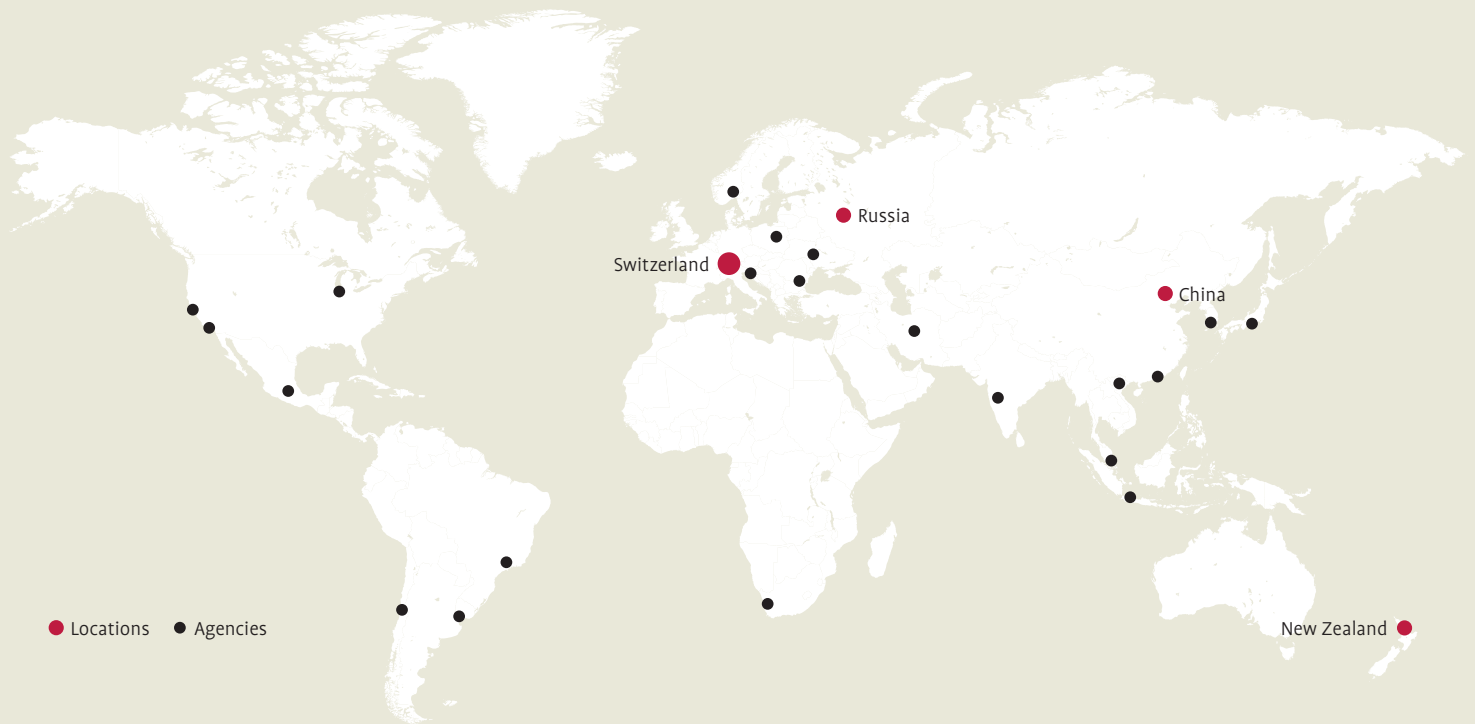 Russia
Switzerland
China
Locations
Agencies
New Zealand